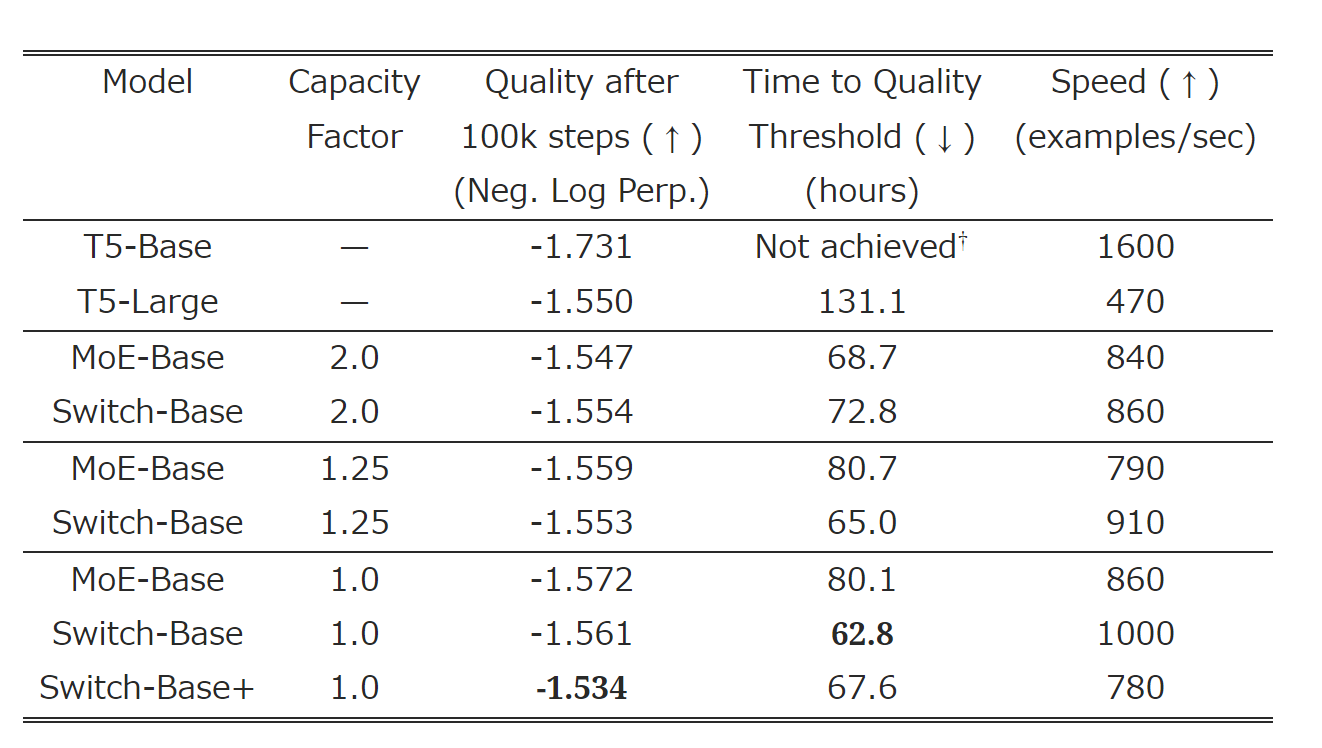 Model Capacity Quality after Time to Quality Speed (↑)
Factor 100k steps (↑) Threshold (↓) (examples/sec)
(Neg. Log Perp.) (hours)
T5-Base — -1.731 Not achieved† 1600
T5-Large — -1.550 131.1 470
MoE-Base 2.0 -1.547 68.7 840
Switch-Base 2.0 -1.554 72.8 860
MoE-Base 1.25 -1.559 80.7 790
Switch-Base 1.25 -1.553 65.0 910
MoE-Base 1.0 -1.572 80.1 860
Switch-Base 1.0 -1.561 62.8 1000
Switch-Base+ 1.0 -1.534 67.6 780